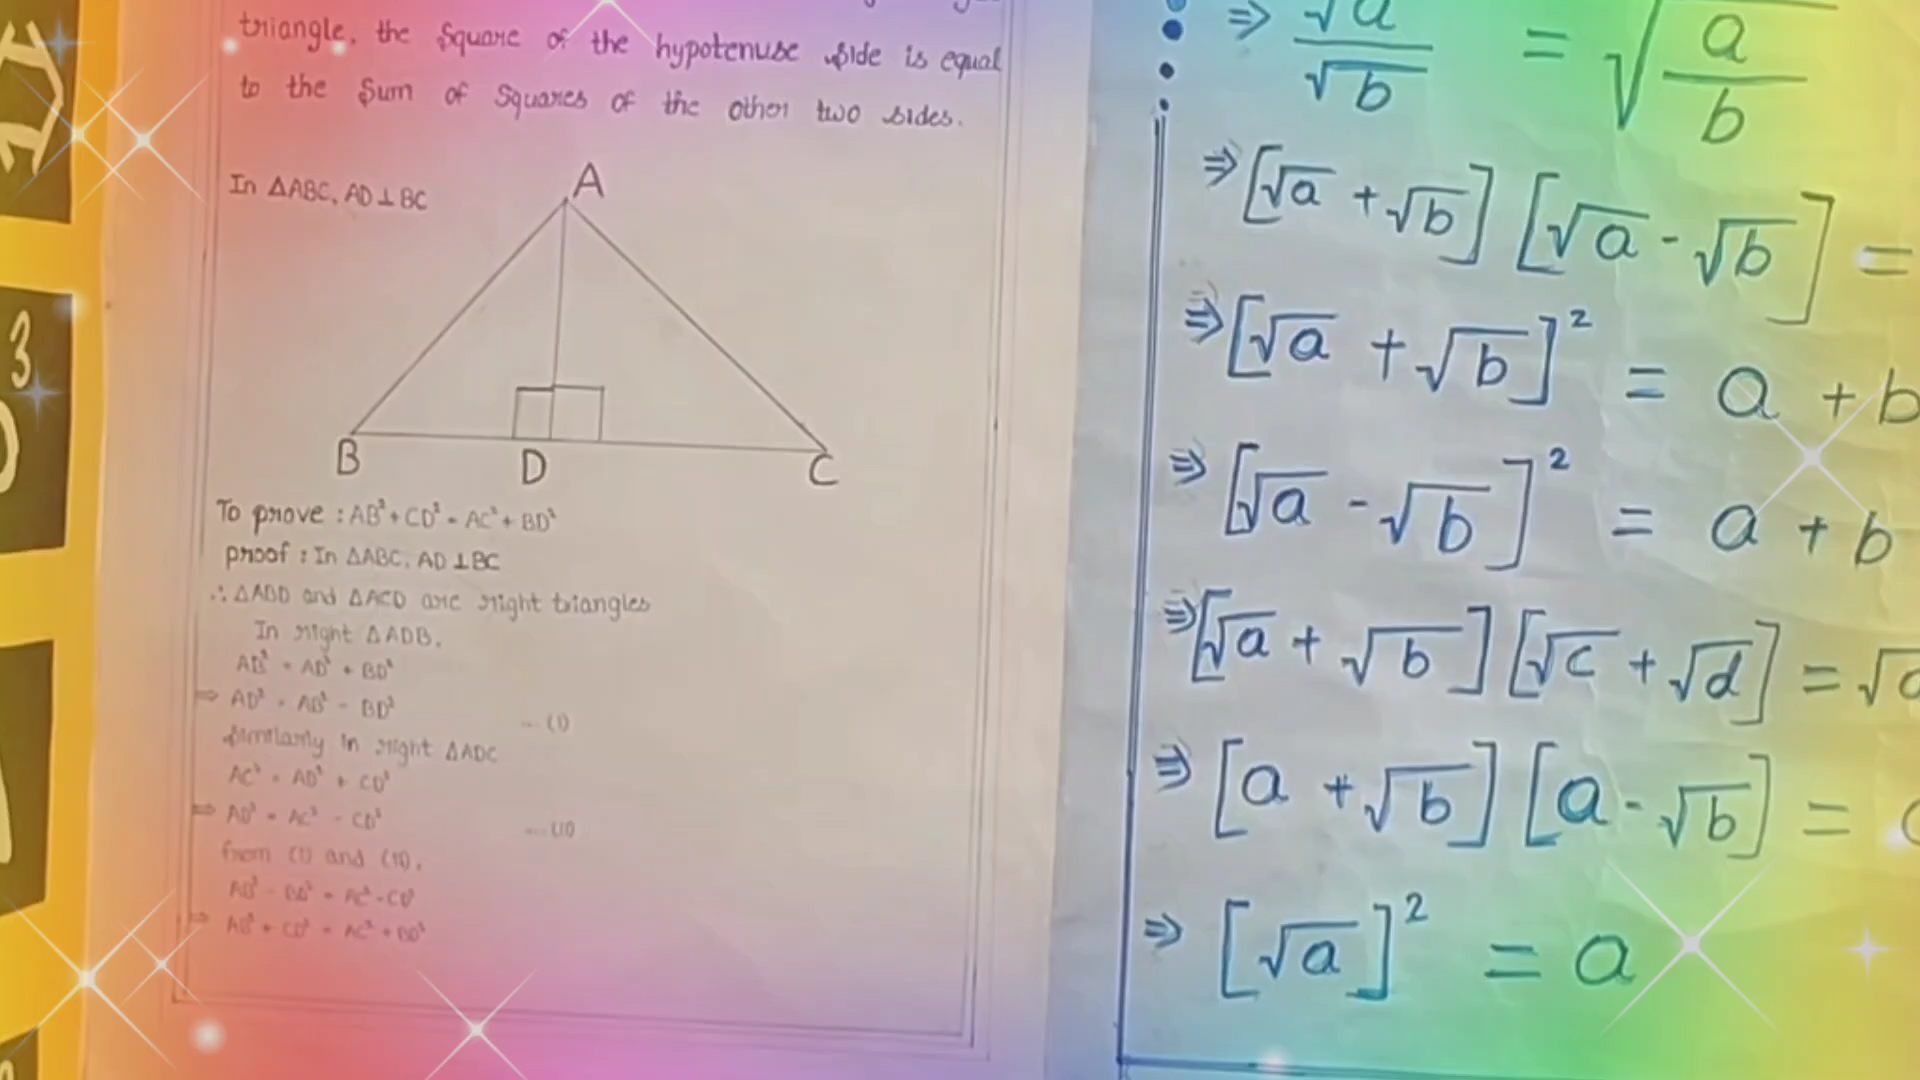 triangle, the Square of the hypotenuse side is equal
to the Sum of Squares of the other two sides.
In ΔABC, AD⊥BC
A
B
D
C
To prove : AB² + CD² = AC² + BD²
proof : In ΔABC, AD⊥BC
∴ ΔABD and ΔACD are right triangles
In right ΔADB,
AB² = AD² + BD²
⇒ AD² = AB² - BD² ... (I)
Similarly in right ΔADC
AC² = AD² + CD²
⇒ AD² = AC² - CD² ... (II)
from (I) and (II),
AB² - BD² = AC² - CD²
⇒ AB² + CD² = AC² + BD²
⇒ √a/√b = √(a/b)
⇒ [√a + √b] [√a - √b] =
⇒ [√a + √b]² = a + b
⇒ [√a - √b]² = a + b
⇒ [√a + √b] [√c + √d] =
⇒ [a + √b] [a - √b] =
⇒ [√a]² = a
3